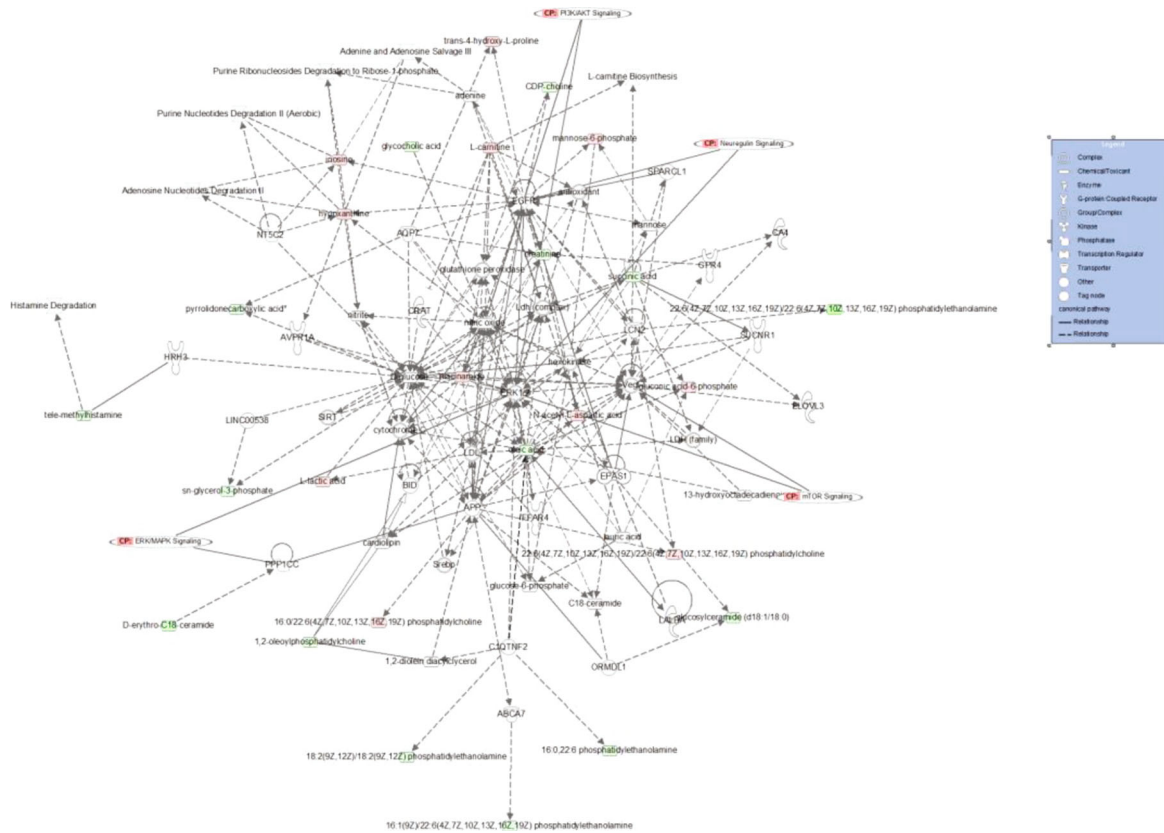 CP: PI3K/AKT Signaling
trans-4-hydroxy-L-proline
Adenine and Adenosine Salvage III
Purine Ribonucleosides Degradation to Ribose-1-phosphate
L-carnitine Biosynthesis
adenine
CDP-choline
Purine Nucleotides Degradation II (Aerobic)
glycocholic acid
L-carnitine
mannose-6-phosphate
CP: Neuregulin Signaling
inosine
SPARCL1
Adenosine Nucleotides Degradation II
antioxidant
EGFR
hypoxanthine
mannose
NT5C2
AQP7
CA4
creatinine
GPR4
glutathione peroxidase
succinic acid
Histamine Degradation
pyrrolidonecarboxylic acid*
CRAT
Ldh (complex)
22:6(4Z,7Z,10Z,13Z,16Z,19Z)/22:6(4Z,7Z,10Z,13Z,16Z,19Z) phosphatidylethanolamine
nitrite
nitric oxide
LCN2
AVPR1A
SUCNR1
HRH3
hexokinase
D-glucose
ERK1/2
gluconic acid-6-phosphate
ELOVL3
tele-methylhistamine
N-acetyl-L-aspartic acid
LINC00538
SIRT
cytochrome C
LDH (family)
LDL
L-lactic acid
EPAS1
BID
sn-glycerol-3-phosphate
CP: mTOR Signaling
APP
FFAR4
CP: ERK/MAPK Signaling
lauric acid
cardiolipin
22:6(4Z,7Z,10Z,13Z,16Z,19Z)/22:6(4Z,7Z,10Z,13Z,16Z,19Z) phosphatidylcholine
PPP1CC
Srebp
glucose-6-phosphate
C18-ceramide
D-erythro-C18-ceramide
16:0/22:6(4Z,7Z,10Z,13Z,16Z,19Z) phosphatidylcholine
glucosylceramide (d18:1/18:0)
1,2-oleoylphosphatidylcholine
C1QTNF2
1,2-diolein diacylglycerol
ORMDL1
ABCA7
18:2(9Z,12Z)/18:2(9Z,12Z) phosphatidylethanolamine
16:0,22:6 phosphatidylethanolamine
16:1(9Z)/22:6(4Z,7Z,10Z,13Z,16Z,19Z) phosphatidylethanolamine
Legend
Complex
Chemical/Toxicant
Enzyme
G-protein Coupled Receptor
Group/Complex
Kinase
Phosphatase
Transcription Regulator
Transporter
Other
Tag node
canonical pathway
Relationship
Relationship